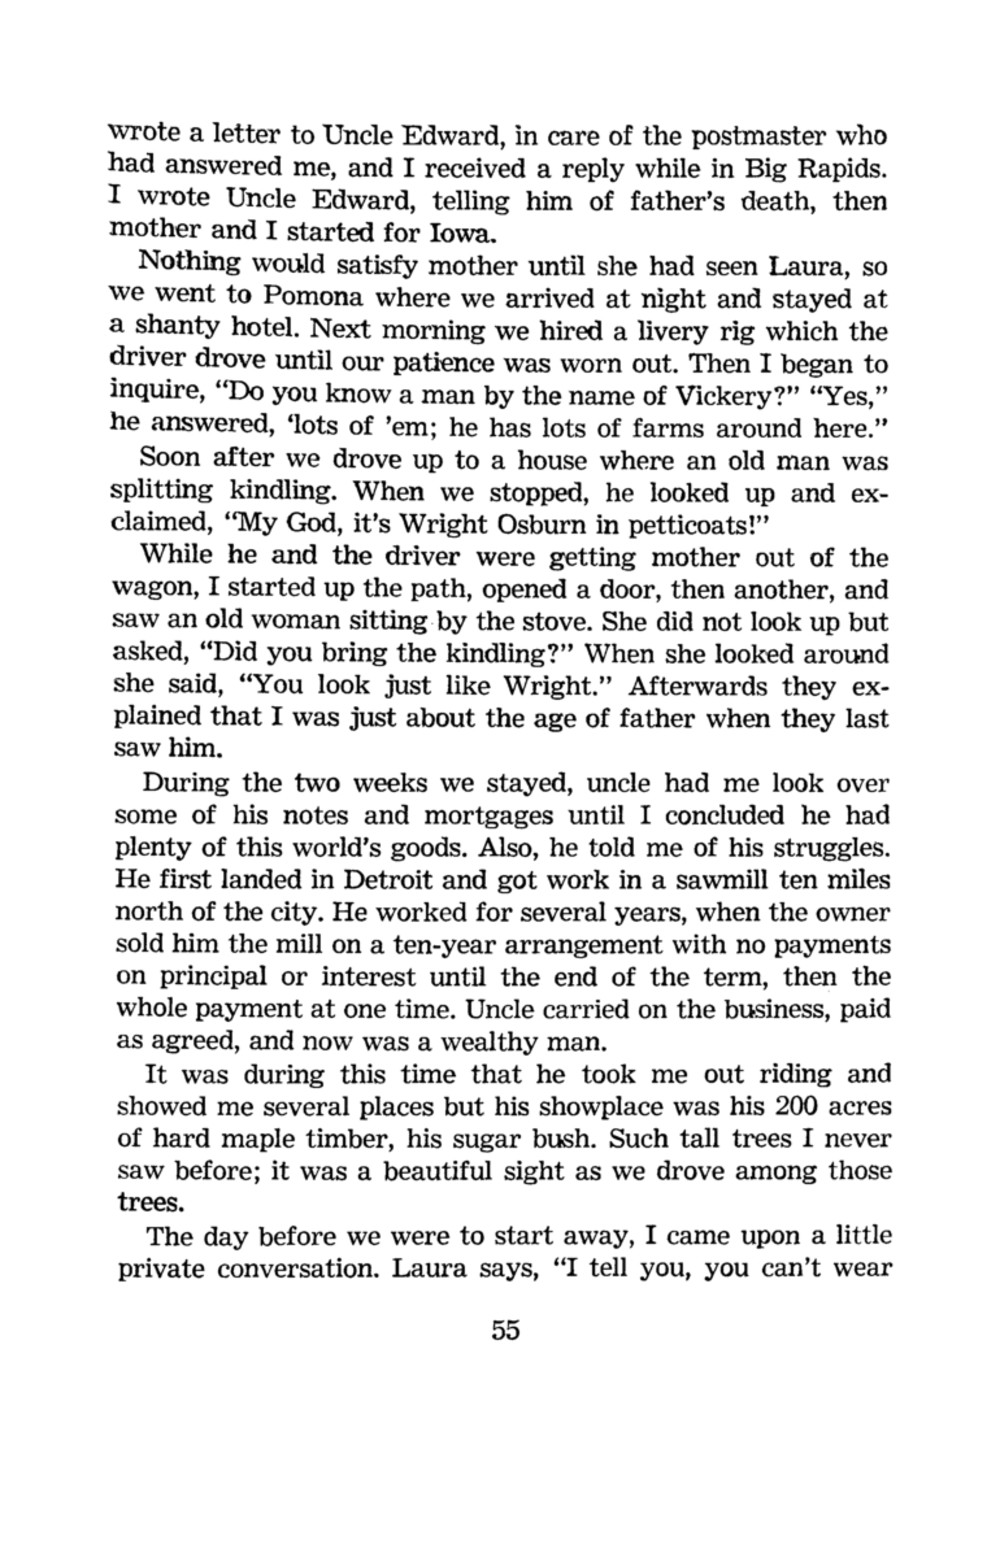 wrote a letter to Uncle Edward, in care of the postmaster who
had answered me, and I received a reply while in Big Rapids.
I wrote Uncle Edward, telling him of father's death, then
mother and I started for Iowa.
Nothing would satisfy mother until she had seen Laura, so
we went to Pomona where we arrived at night and stayed at
a shanty hotel. Next morning we hired a livery rig which the
driver drove until our patience was worn out. Then I began to
inquire, “Do you know a man by the name of Vickery?” “Yes,”
he answered, ‘lots of ’em; he has lots of farms around here.”
Soon after we drove up to a house where an old man was
splitting kindling. When we stopped, he looked up and ex-
claimed, “My God, it's Wright Osburn in petticoats!”
While he and the driver were getting mother out of the
wagon, I started up the path, opened a door, then another, and
saw an old woman sitting by the stove. She did not look up but
asked, “Did you bring the kindling?” When she looked around
she said, “You look just like Wright.” Afterwards they ex-
plained that I was just about the age of father when they last
saw him.
During the two weeks we stayed, uncle had me look over
some of his notes and mortgages until I concluded he had
plenty of this world's goods. Also, he told me of his struggles.
He first landed in Detroit and got work in a sawmill ten miles
north of the city. He worked for several years, when the owner
sold him the mill on a ten-year arrangement with no payments
on principal or interest until the end of the term, then the
whole payment at one time. Uncle carried on the business, paid
as agreed, and now was a wealthy man.
It was during this time that he took me out riding and
showed me several places but his showplace was his 200 acres
of hard maple timber, his sugar bush. Such tall trees I never
saw before; it was a beautiful sight as we drove among those
trees.
The day before we were to start away, I came upon a little
private conversation. Laura says, “I tell you, you can't wear
55